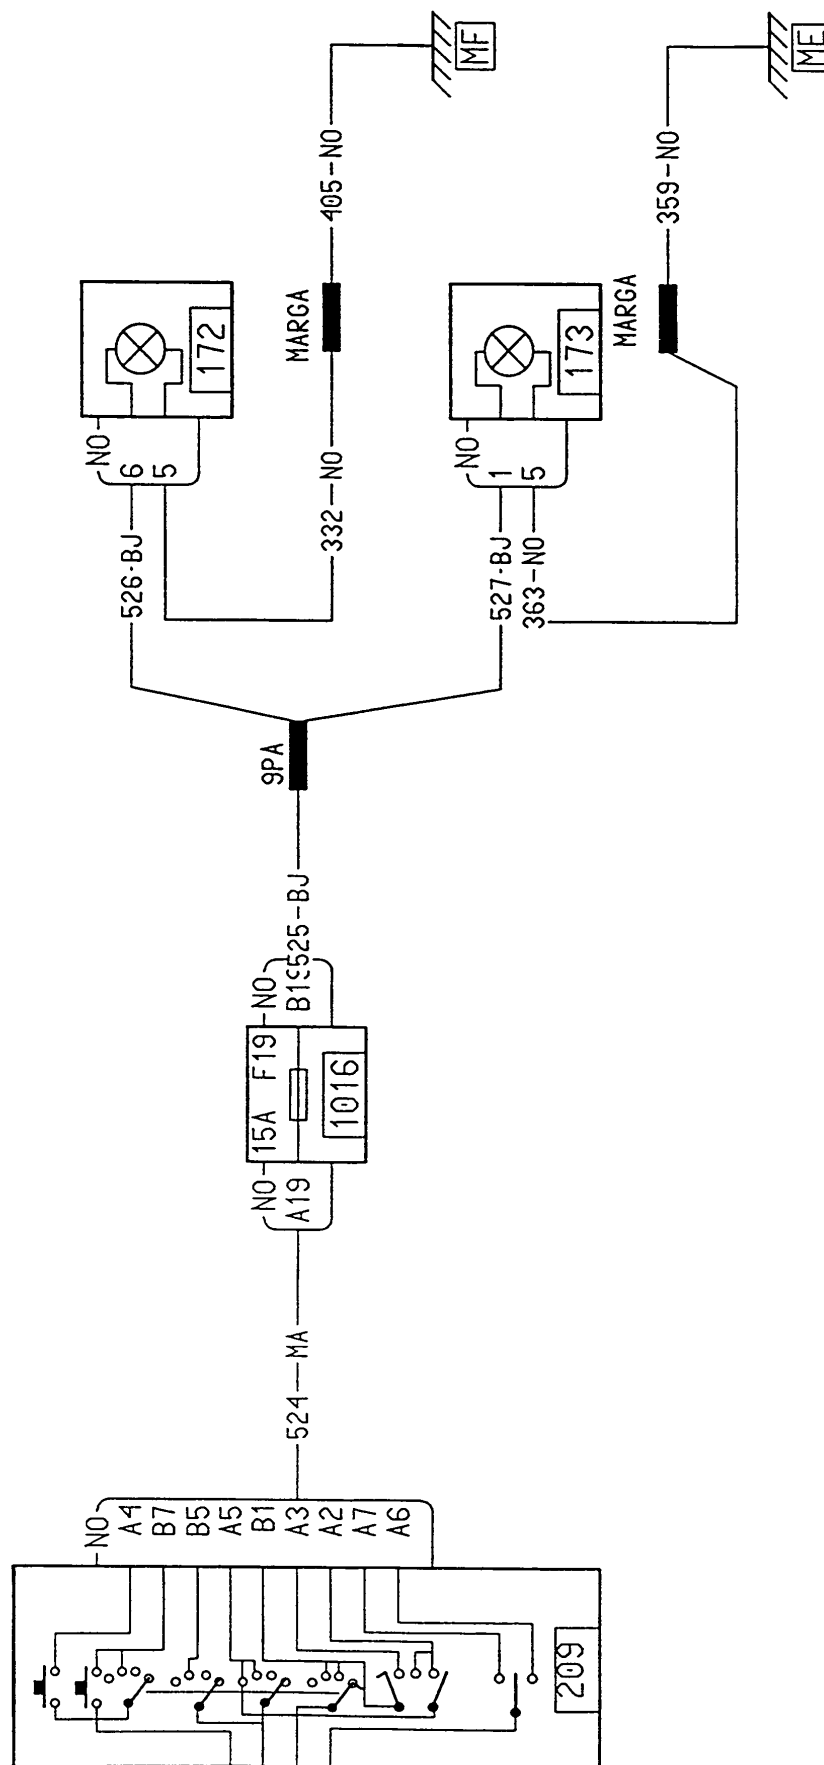 MF
ME
405-NO
359-NO
172
MARGA
173
MARGA
NO
6
5
332-NO
NO
1
5
526-BJ
527-BJ
363-NO
9PA
525-BJ
NO
15A F19
1016
NO
A19
524-MA
NO
A4
B7
B5
A5
B1
A3
A2
A7
A6
209